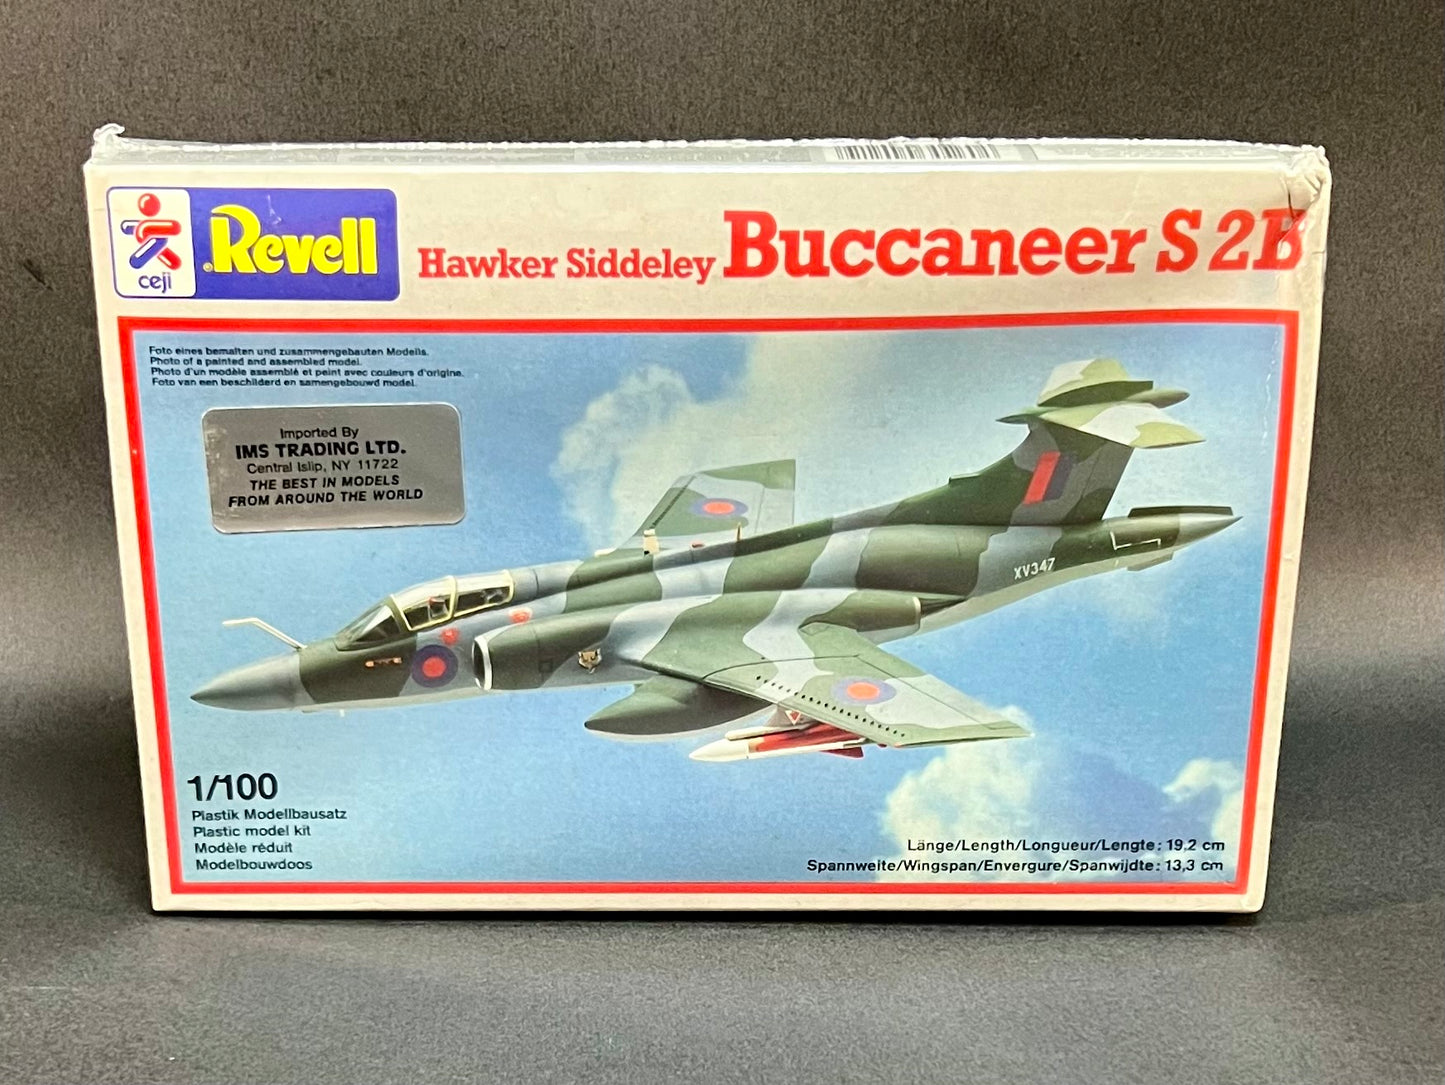 ceji
Revell
Hawker Siddeley Buccaneer S 2B
Foto eines bemalten und zusammengebauten Modells.
Photo of a painted and assembled model.
Photo d'un modèle assemblé et peint avec couleurs d'origine.
Foto van een beschilderd en samengebouwd model.
Imported By
IMS TRADING LTD.
Central Islip, NY 11722
THE BEST IN MODELS
FROM AROUND THE WORLD
XV347
1/100
Plastik Modellbausatz
Plastic model kit
Modèle réduit
Modelbouwdoos
Länge/Length/Longueur/Lengte: 19,2 cm
Spannweite/Wingspan/Envergure/Spanwijdte: 13,3 cm